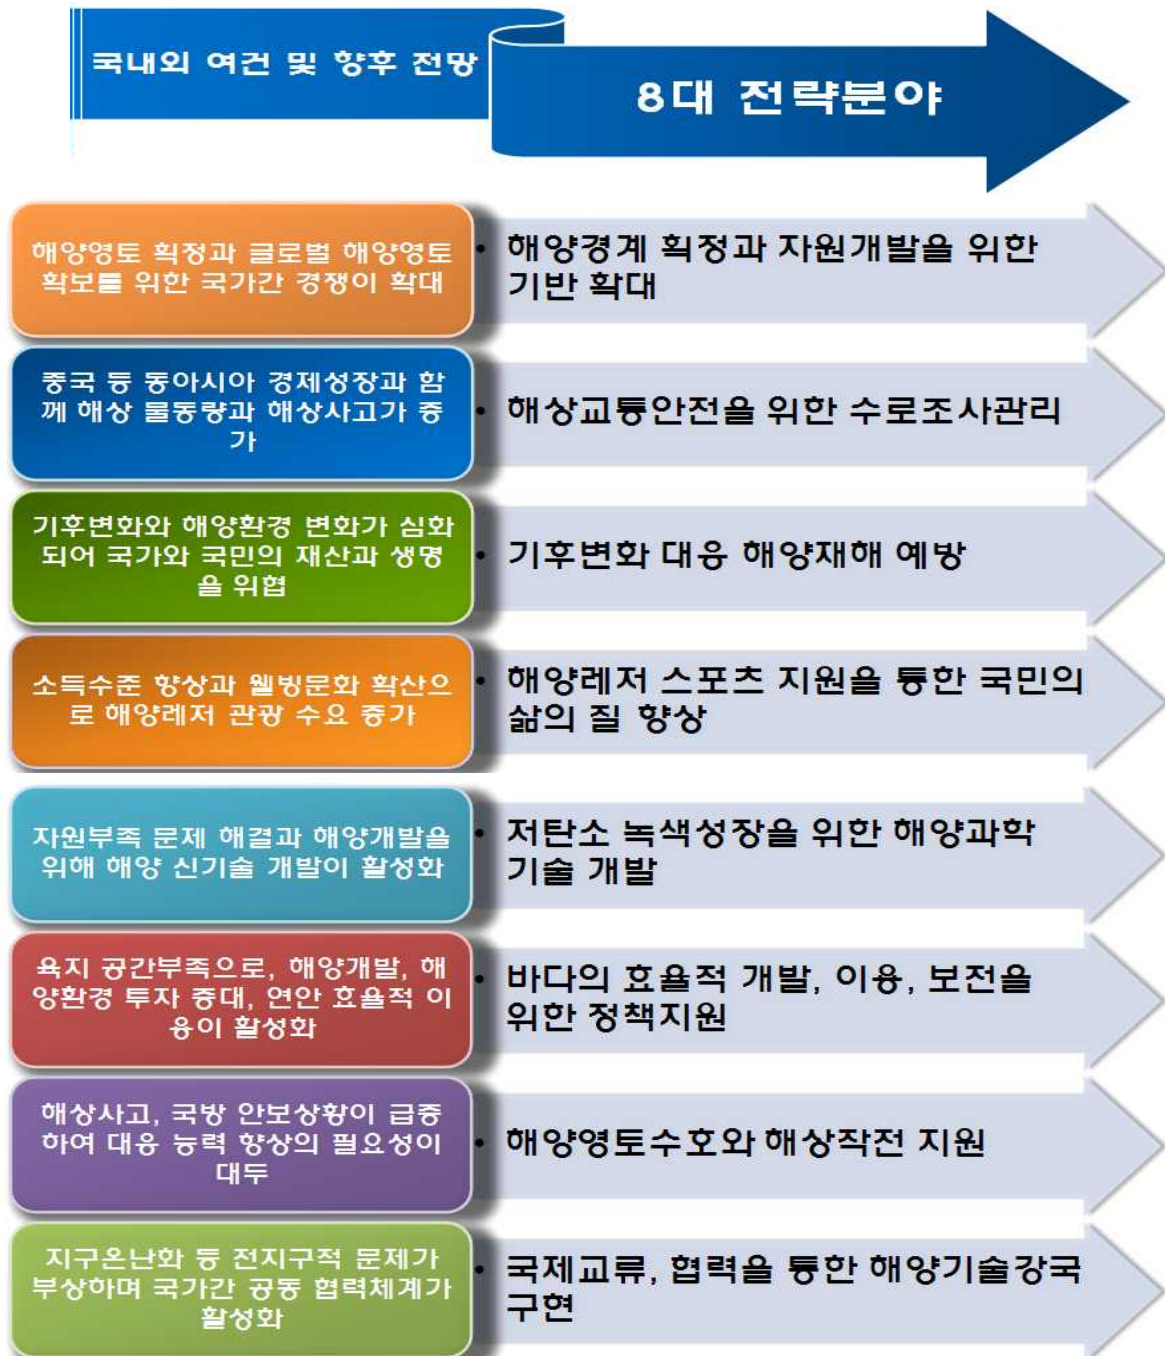 국내외 여건 및 향후 전망
8대 전략분야
해양영토 획정과 글로벌 해양영토
확보를 위한 국가간 경쟁이 확대
• 해양경계 획정과 자원개발을 위한
기반 확대
중국 등 동아시아 경제성장과 함
께 해상 물동량과 해상사고가 증
가
• 해상교통안전을 위한 수로조사관리
기후변화와 해양환경 변화가 심화
되어 국가와 국민의 재산과 생명
을 위협
• 기후변화 대응 해양재해 예방
소득수준 향상과 웰빙문화 확산으
로 해양레저 관광 수요 증가
• 해양레저 스포츠 지원을 통한 국민의
삶의 질 향상
자원부족 문제 해결과 해양개발을
위해 해양 신기술 개발이 활성화
• 저탄소 녹색성장을 위한 해양과학
기술 개발
육지 공간부족으로, 해양개발, 해
양환경 투자 증대, 연안 효율적 이
용이 활성화
• 바다의 효율적 개발, 이용, 보전을
위한 정책지원
해상사고, 국방 안보상황이 급증
하여 대응 능력 향상의 필요성이
대두
• 해양영토수호와 해상작전 지원
지구온난화 등 전지구적 문제가
부상하며 국가간 공동 협력체계가
활성화
• 국제교류, 협력을 통한 해양기술강국
구현